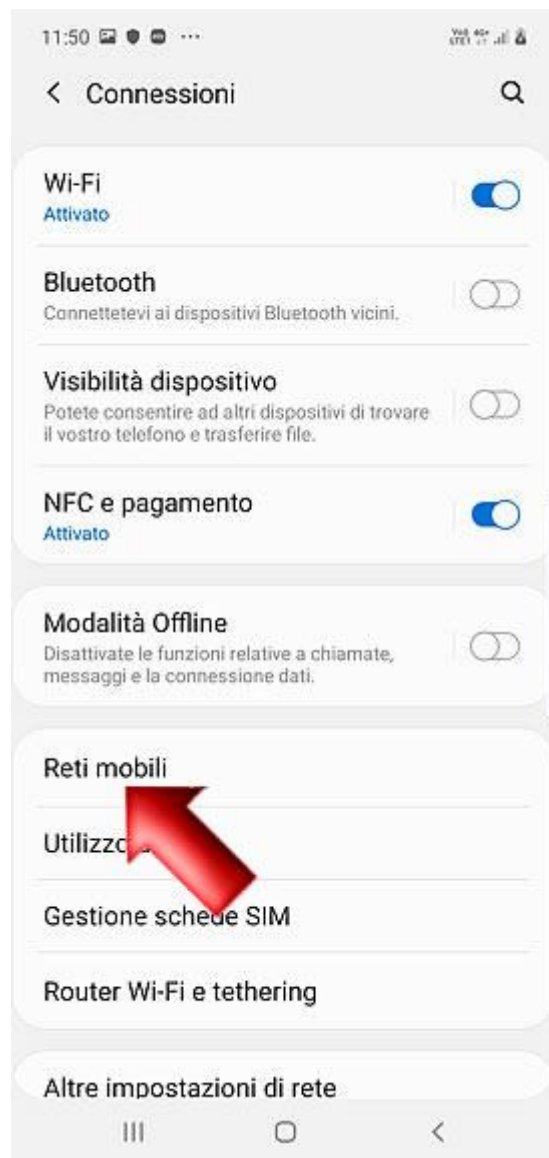 11:50
Connessioni
Wi-Fi
Attivato
Bluetooth
Connettetevi ai dispositivi Bluetooth vicini.
Visibilità dispositivo
Potete consentire ad altri dispositivi di trovare
il vostro telefono e trasferire file.
NFC e pagamento
Attivato
Modalità Offline
Disattivate le funzioni relative a chiamate,
messaggi e la connessione dati.
Reti mobili
Gestione schede SIM
Router Wi-Fi e tethering
Altre impostazioni di rete